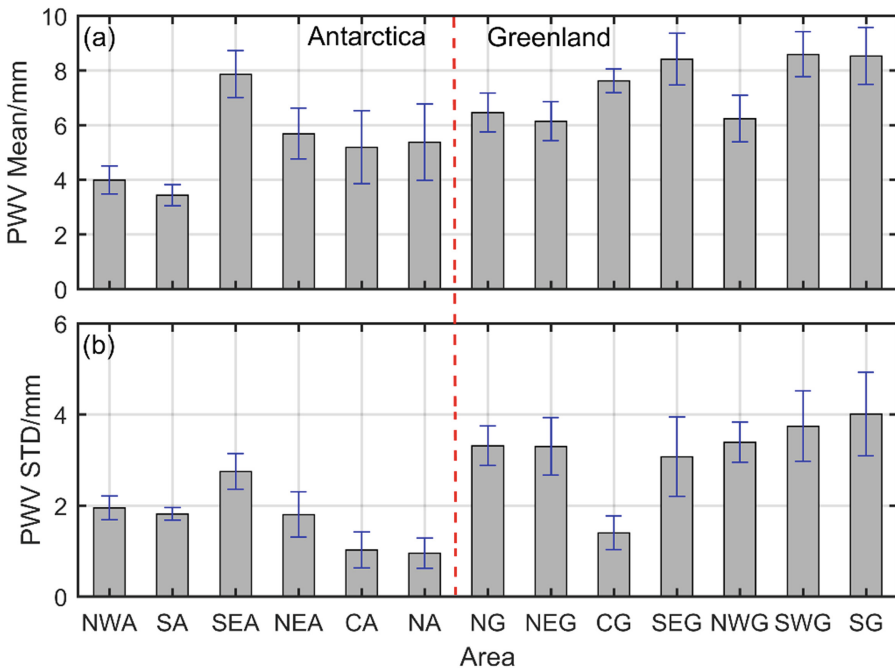 (a) Antarctica Greenland
PWV Mean/mm
10
8
6
4
2
0
(b)
PWV STD/mm
6
4
2
0
NWA SA SEA NEA CA NA NG NEG CG SEG NWG SWG SG
Area